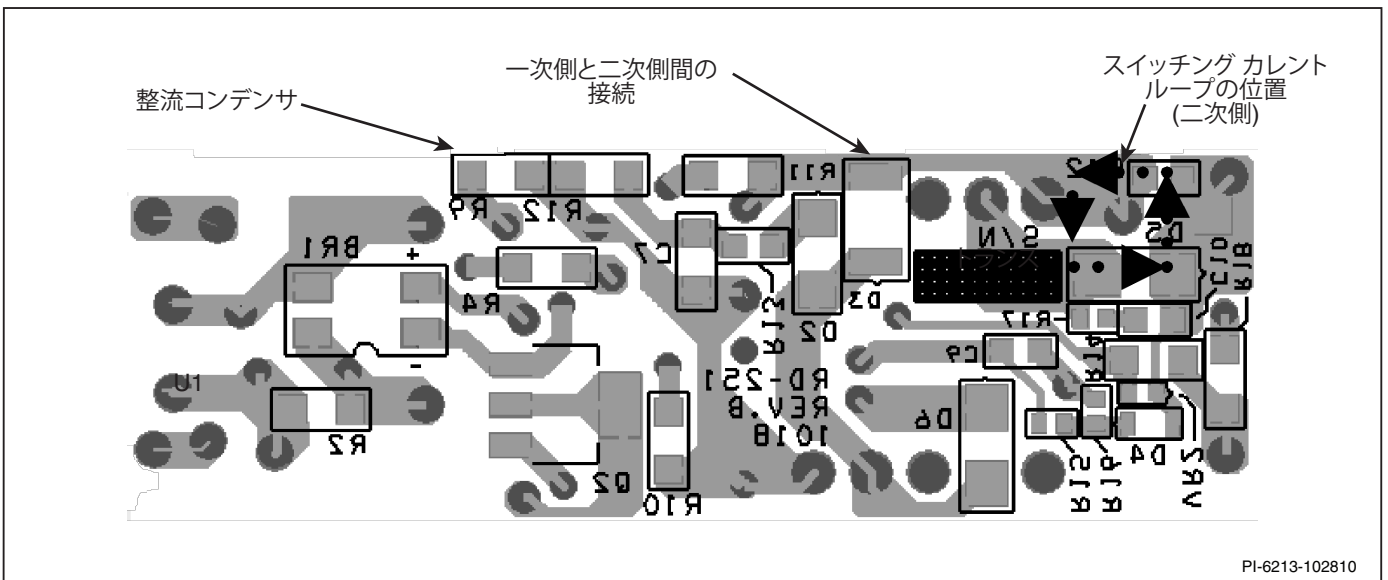 整流コンデンサ
一次側と二次側間の
接続
スイッチング カレント
ループの位置
(二次側)
R9
R12
R11
BR1
+
-
R4
C7
R13
D2
D3
S/N
トランス
D5
C10
R18
R17
R14
C9
U1
R2
Q2
R10
RD-251
REV.B
1018
D6
R15
R16
D4
VR2
PI-6213-102810